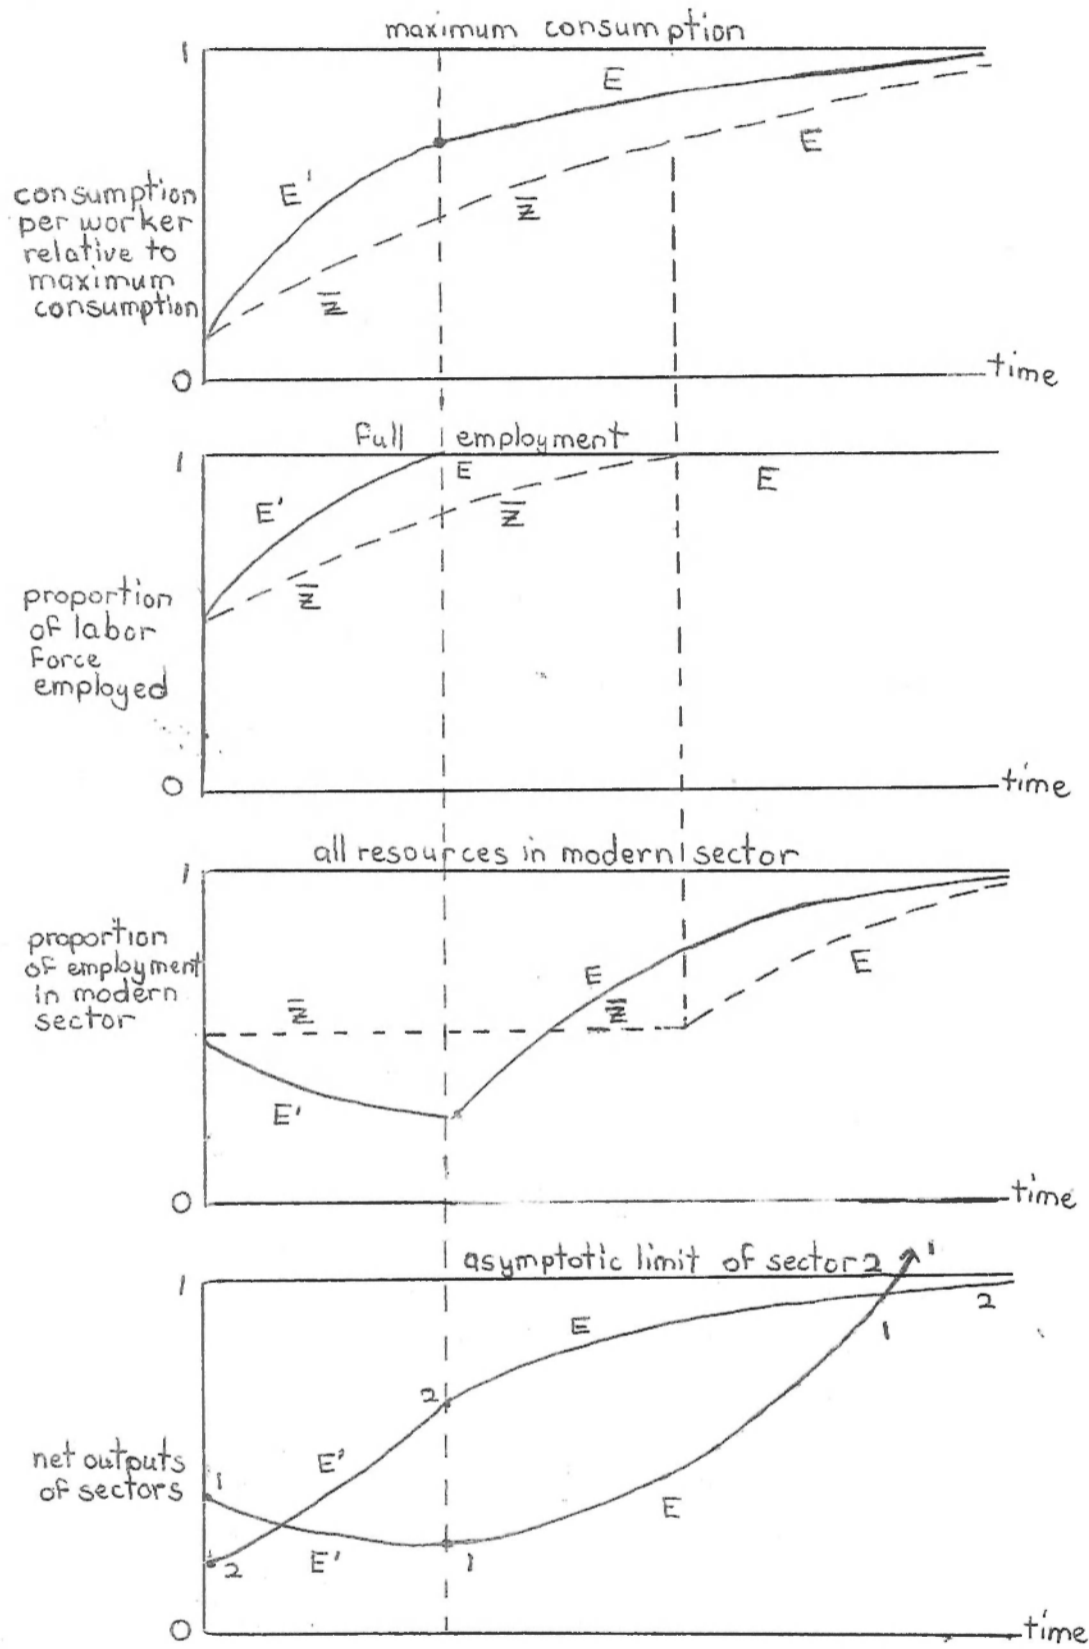 maximum consumption
1
E
E
E'
Z̄
Z̄
consumption
per worker
relative to
maximum
consumption
0
time
full employment
1
E
E
E'
Z̄
Z̄
proportion
of labor
force
employed
0
time
all resources in modern sector
1
proportion
of employment
in modern
sector
E
E
Z̄
Z̄
E'
0
time
asymptotic limit of sector 2
1
1
E
2
1
2
E'
net outputs
of sectors
1
E
2
E'
1
0
time